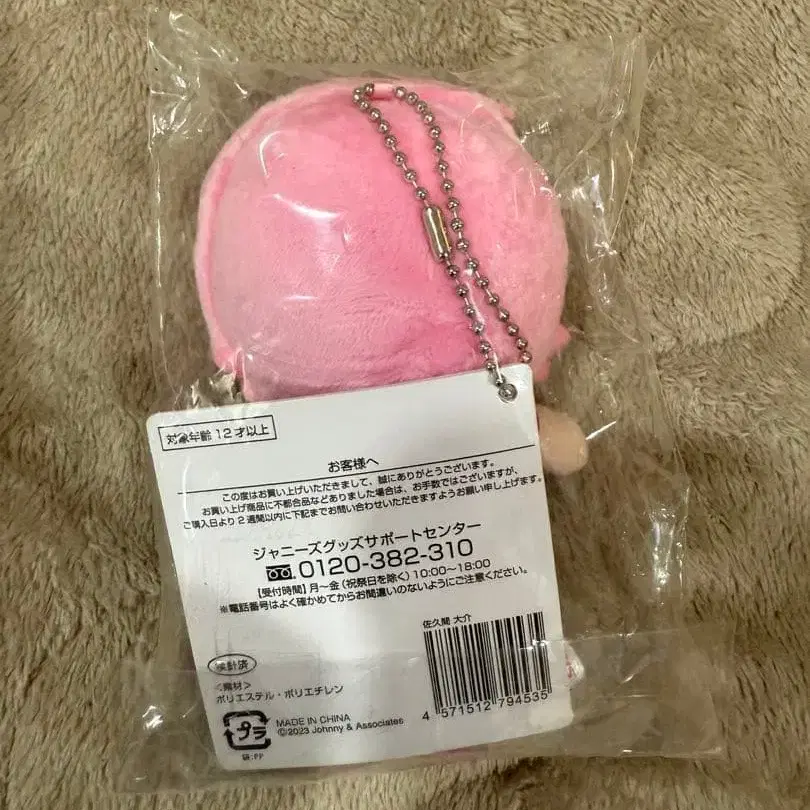 対象年齢 12才以上
お客様へ
この度はお買い上げいただきまして、誠にありがとうございます。
お買い上げ商品に不都合品などありました場合は、お手数ではございますが、
ご購入日より2週間以内に下記までお問い合わせいただきますようお願い申し上げます。
ジャニーズグッズサポートセンター
0120-382-310
【受付時間】月〜金(祝祭日を除く)10:00〜18:00
※電話番号はよく確かめてからお間違いのないようにご注意ください。
佐久間 大介
検針済
<素材>
ポリエステル・ポリエチレン
4 571512 794535
プラ
袋:PP
MADE IN CHINA
©2023 Johnny & Associates